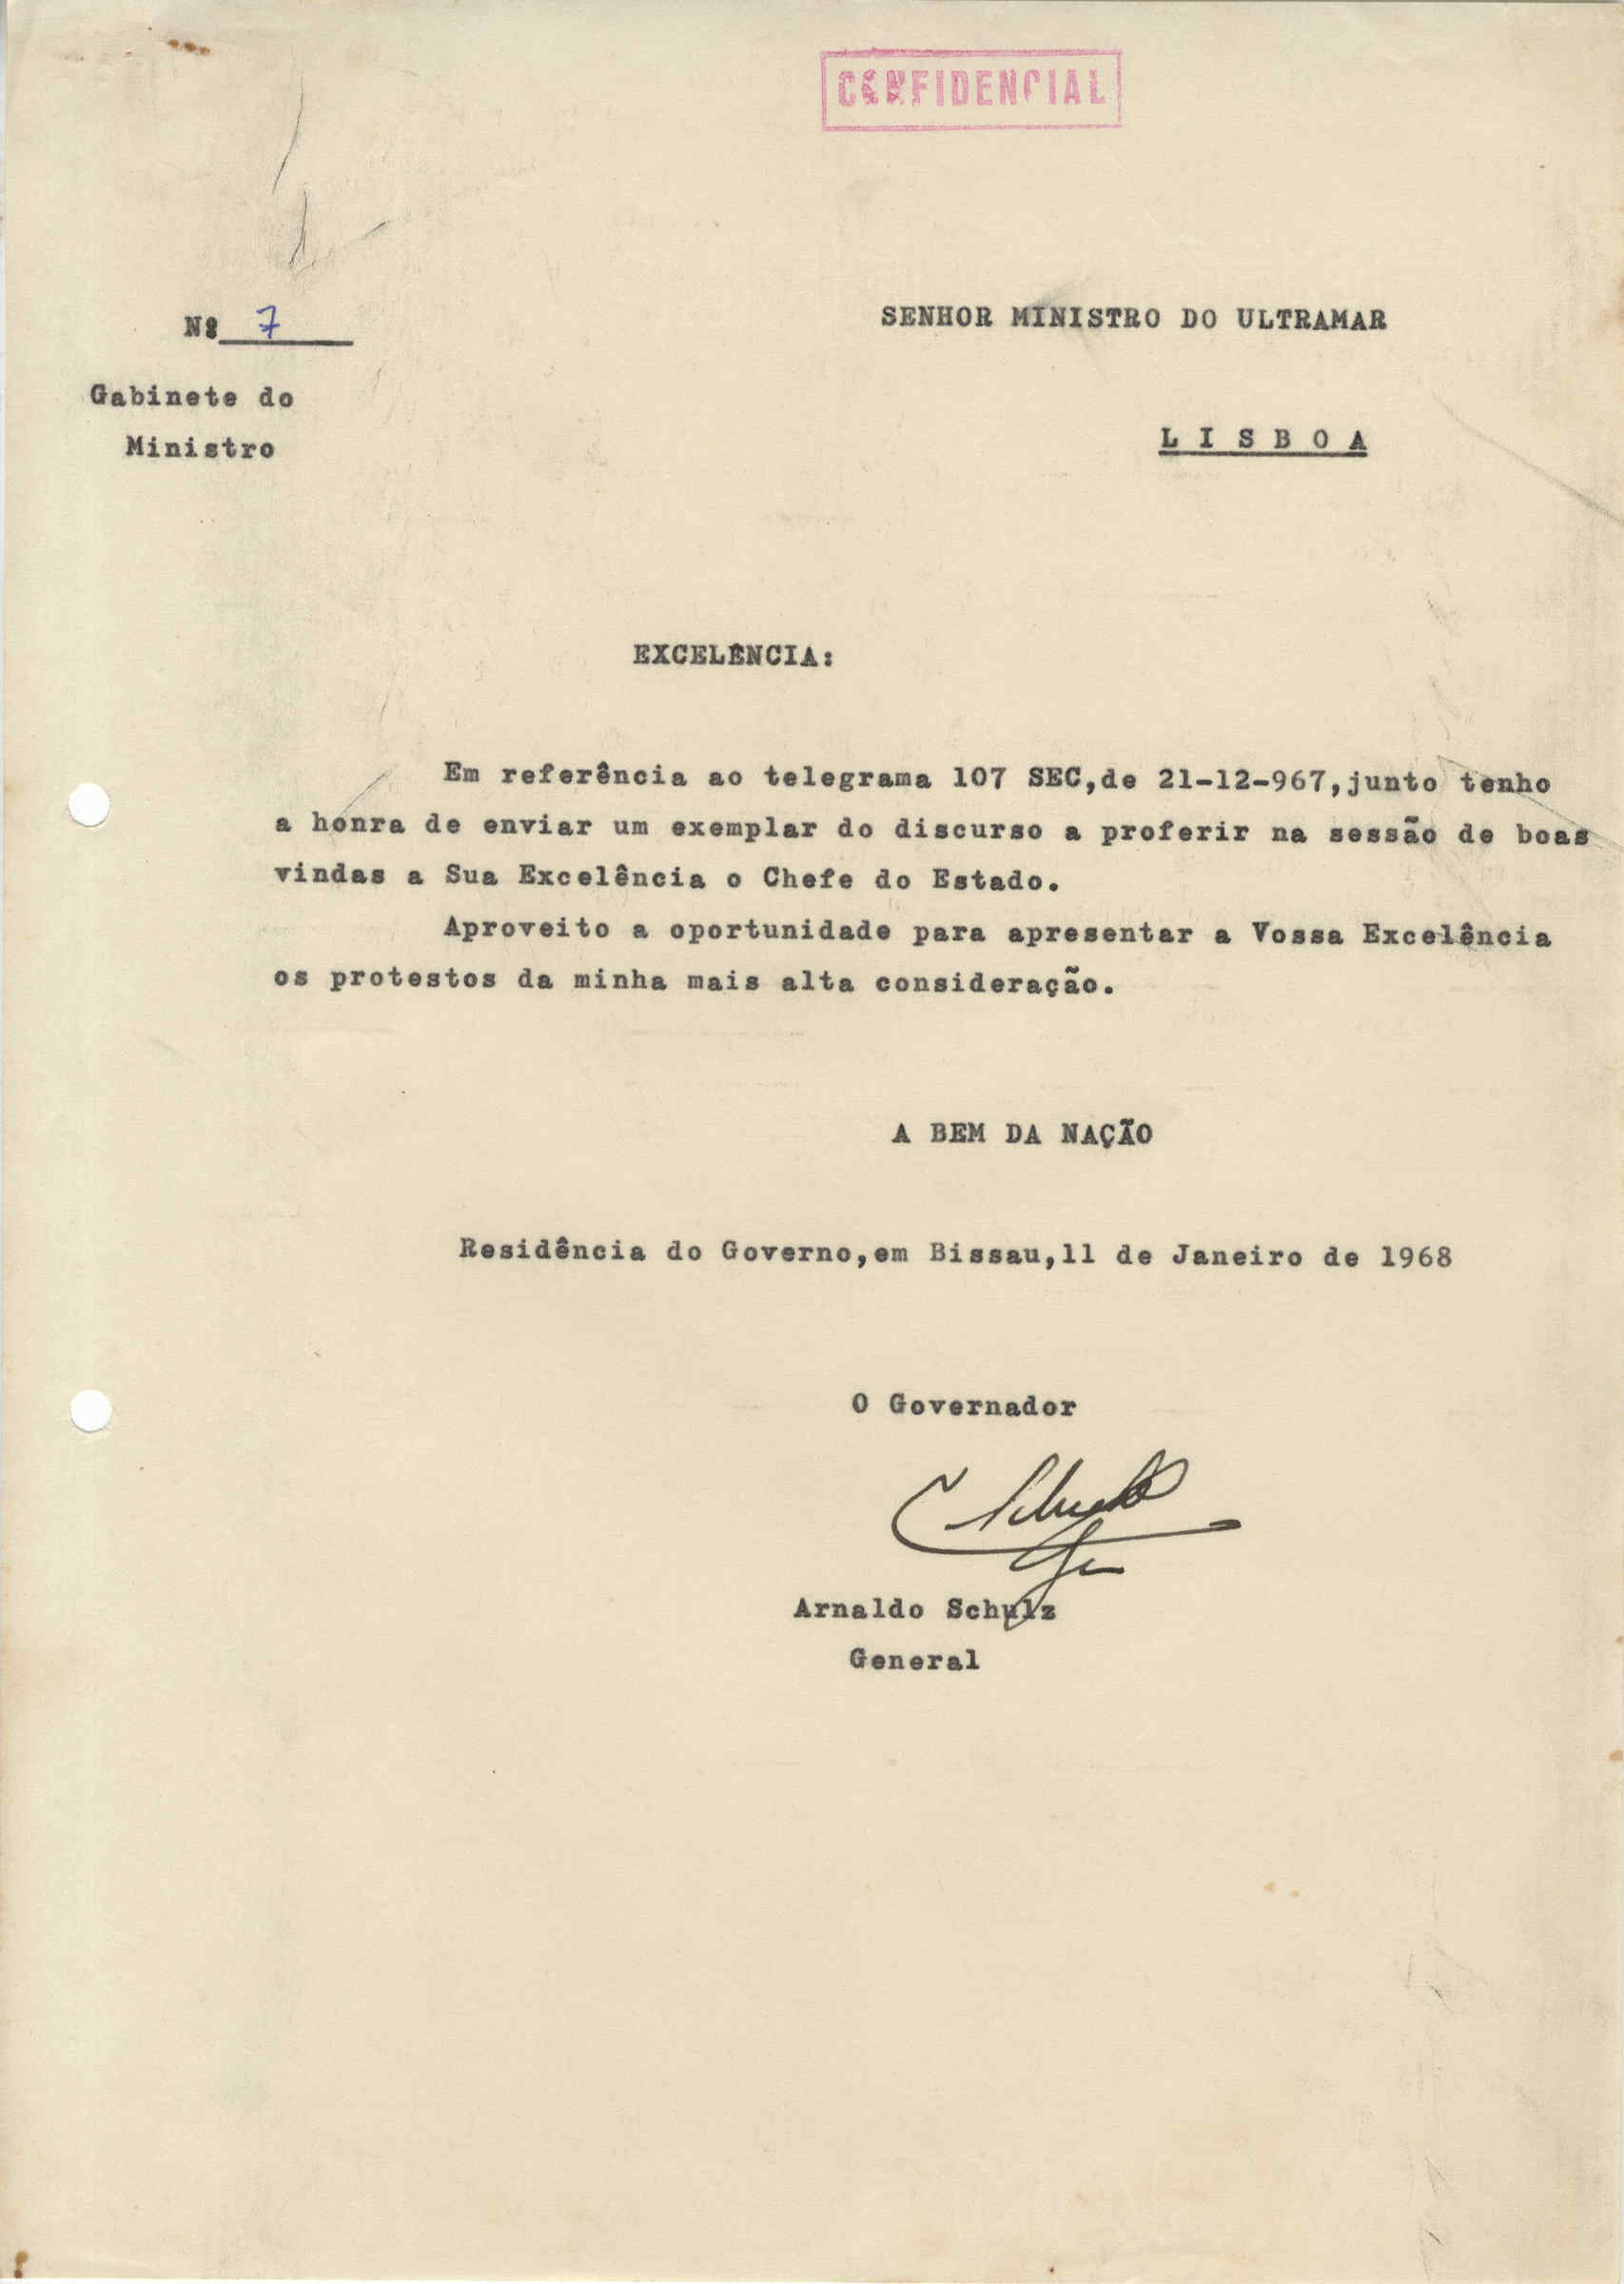 CONFIDENCIAL
Nº 7
SENHOR MINISTRO DO ULTRAMAR
Gabinete do
Ministro
L I S B O A
EXCELÊNCIA:
Em referência ao telegrama 107 SEC,de 21-12-967,junto tenho
a honra de enviar um exemplar do discurso a proferir na sessão de boas
vindas a Sua Excelência o Chefe do Estado.
Aproveito a oportunidade para apresentar a Vossa Excelência
os protestos da minha mais alta consideração.
A BEM DA NAÇÃO
Residência do Governo,em Bissau,11 de Janeiro de 1968
O Governador
Schulz
Arnaldo Schulz
General